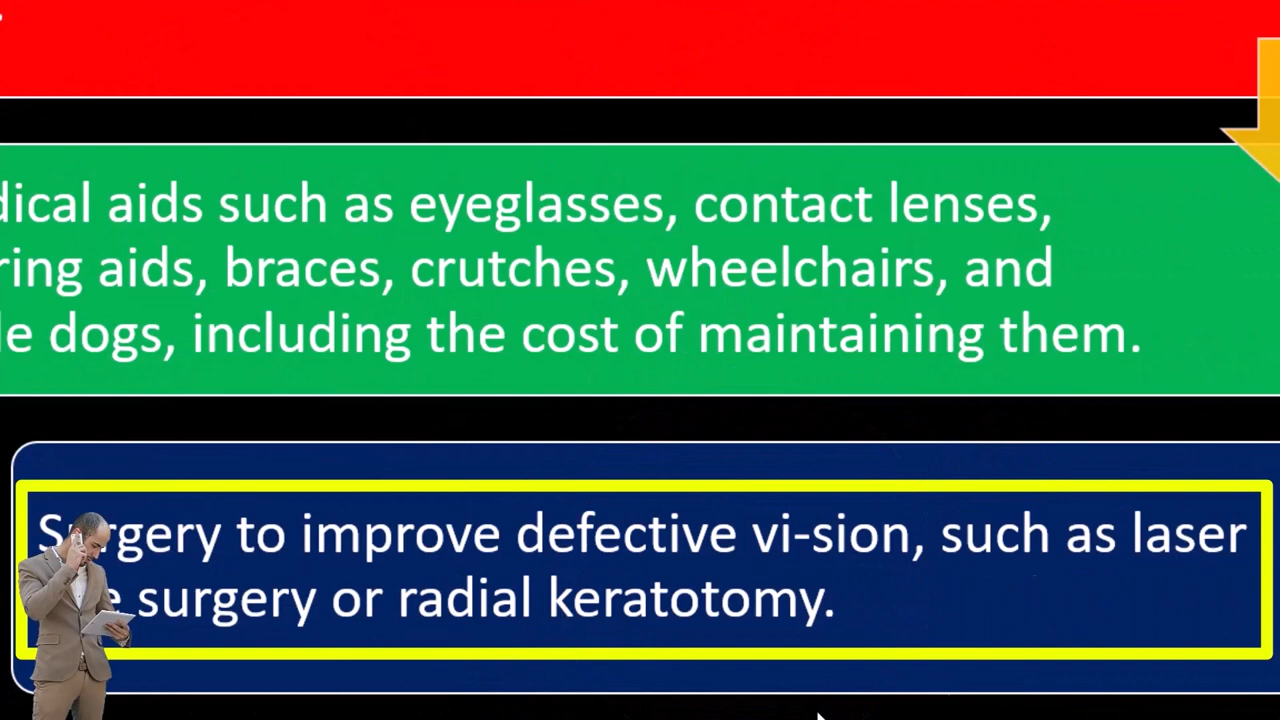 dical aids such as eyeglasses, contact lenses,
ring aids, braces, crutches, wheelchairs, and
le dogs, including the cost of maintaining them.
Surgery to improve defective vi-sion, such as laser
e surgery or radial keratotomy.